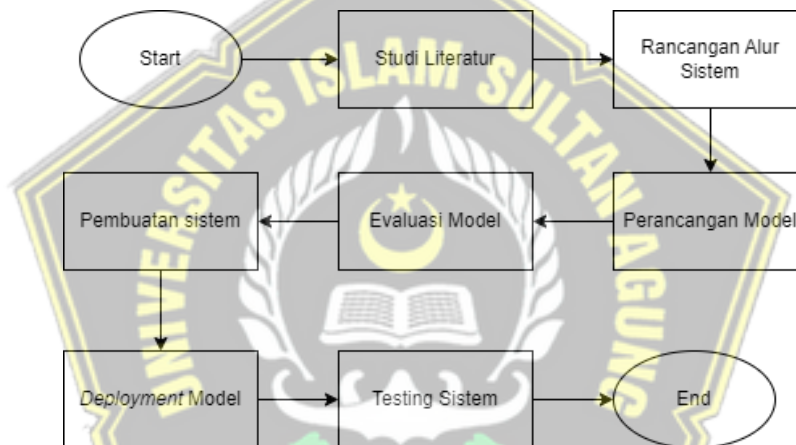 Start
Studi Literatur
Rancangan Alur
Sistem
UNIVERSITAS ISLAM SULTAN AGUNG
Pembuatan sistem
Evaluasi Model
Perancangan Model
Deployment Model
Testing Sistem
End